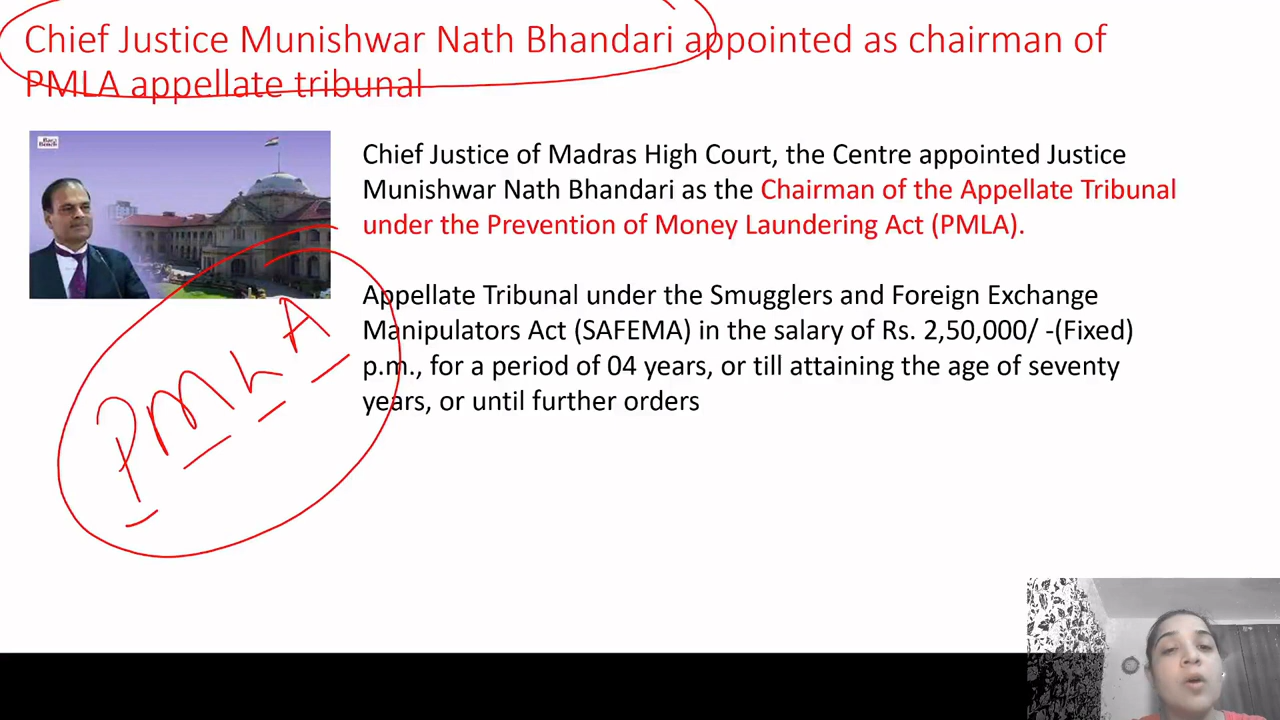 Chief Justice Munishwar Nath Bhandari appointed as chairman of
PMLA appellate tribunal
Bar &
Bench
Chief Justice of Madras High Court, the Centre appointed Justice
Munishwar Nath Bhandari as the Chairman of the Appellate Tribunal
under the Prevention of Money Laundering Act (PMLA).
Appellate Tribunal under the Smugglers and Foreign Exchange
Manipulators Act (SAFEMA) in the salary of Rs. 2,50,000/ -(Fixed)
p.m., for a period of 04 years, or till attaining the age of seventy
years, or until further orders
PMLA